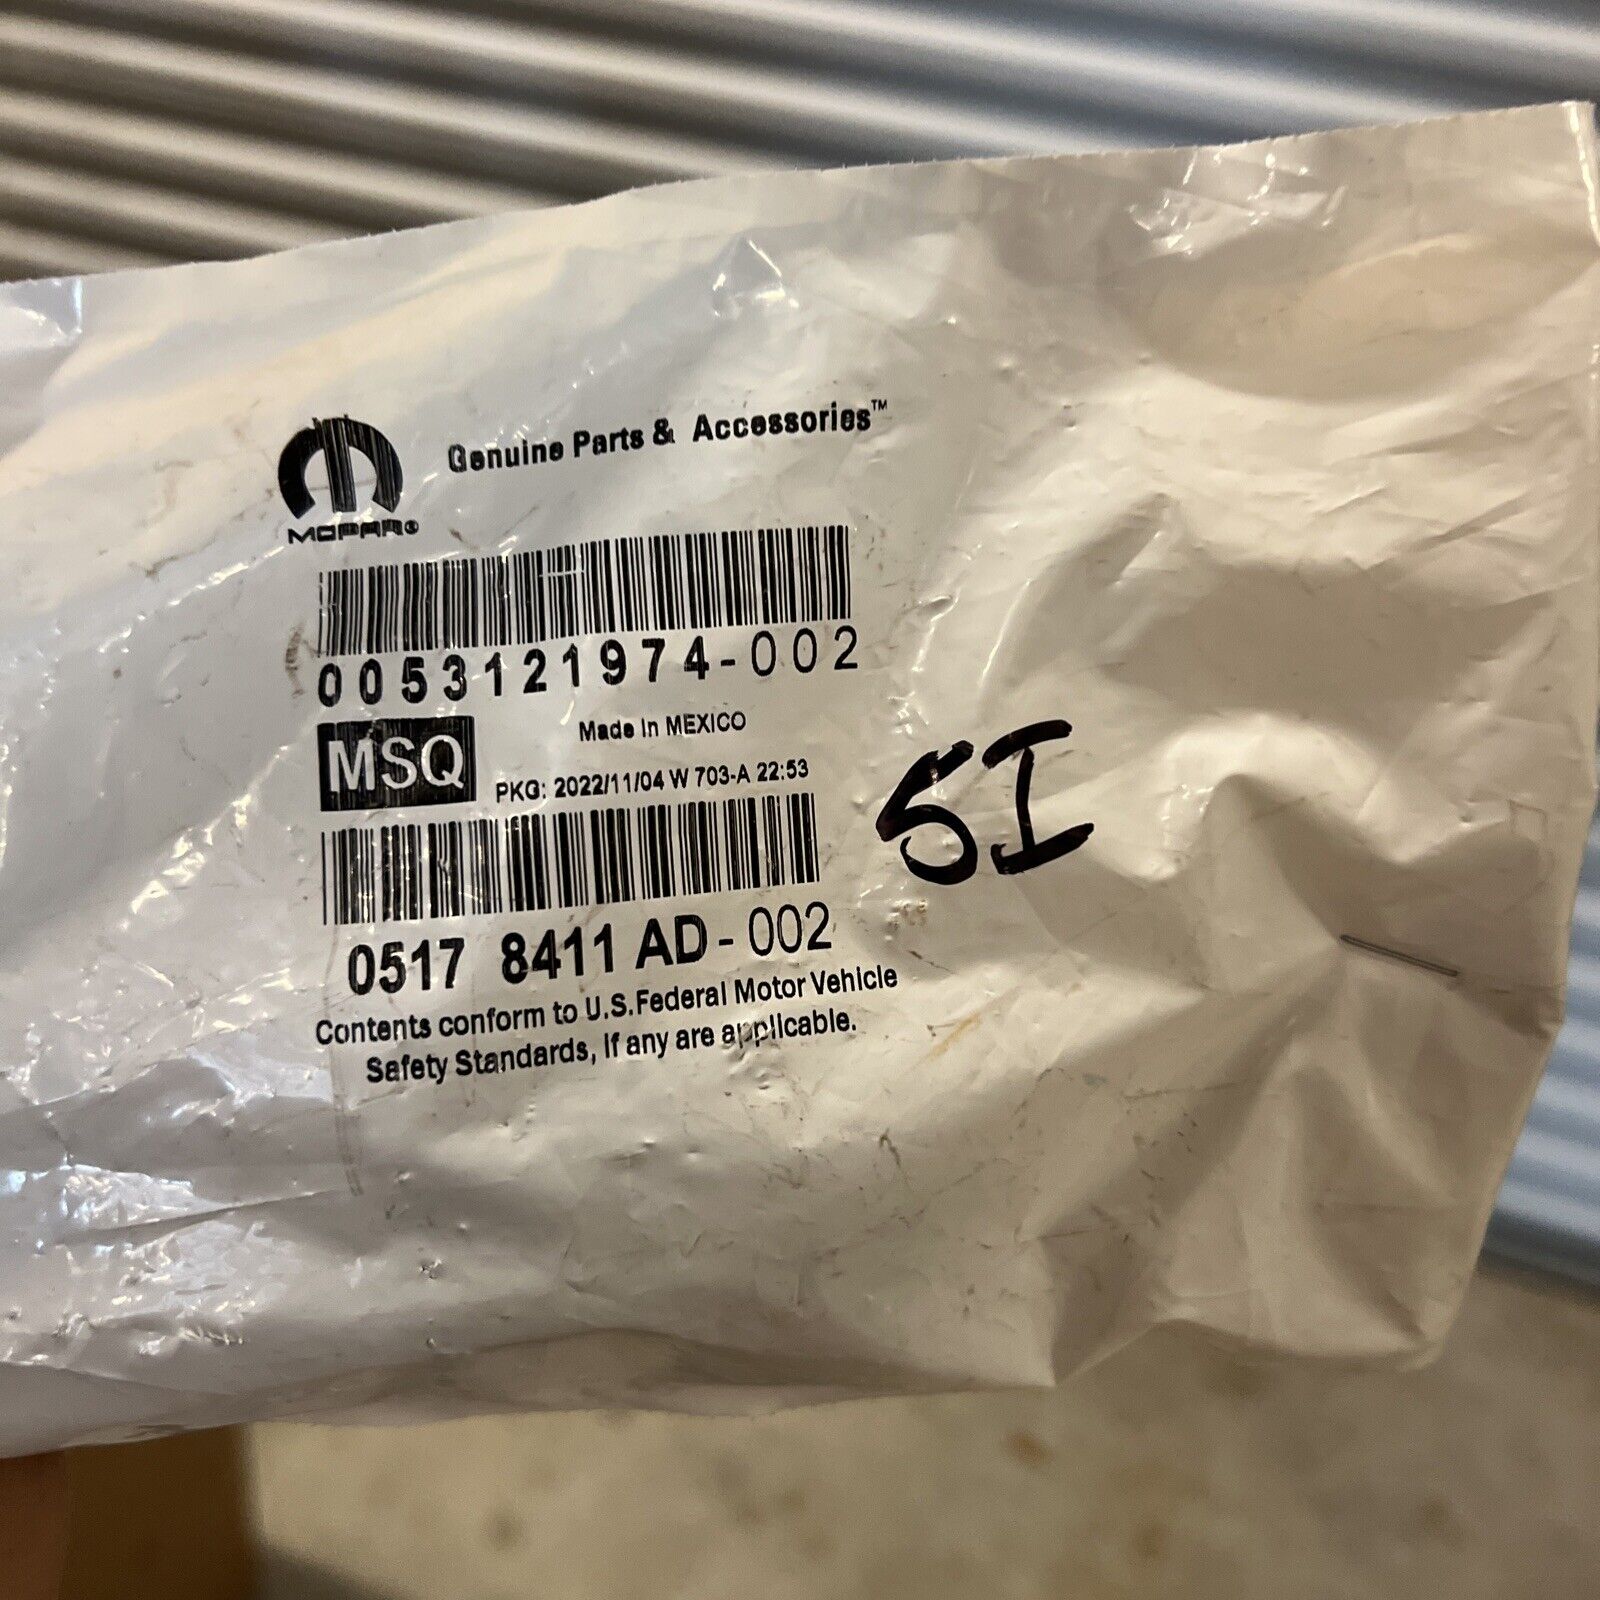 Genuine Parts & Accessories™
MOPAR®
0053121974-002
MSQ
Made In MEXICO
PKG: 2022/11/04 W 703-A 22:53
5I
0517 8411 AD-002
Contents conform to U.S.Federal Motor Vehicle
Safety Standards, If any are applicable.